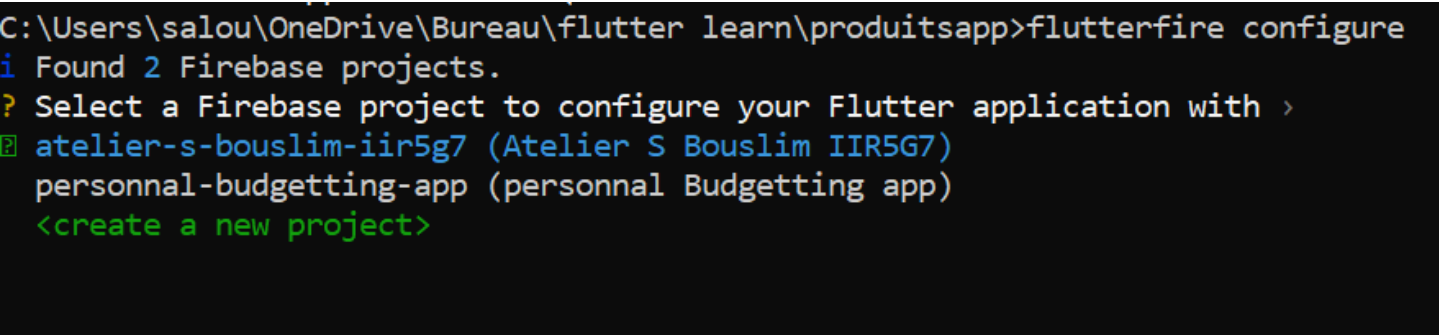 C:\Users\salou\OneDrive\Bureau\flutter learn\produitsapp>flutterfire configure
i Found 2 Firebase projects.
? Select a Firebase project to configure your Flutter application with ›
⍰ atelier-s-bouslim-iir5g7 (Atelier S Bouslim IIR5G7)
personnal-budgetting-app (personnal Budgetting app)
<create a new project>